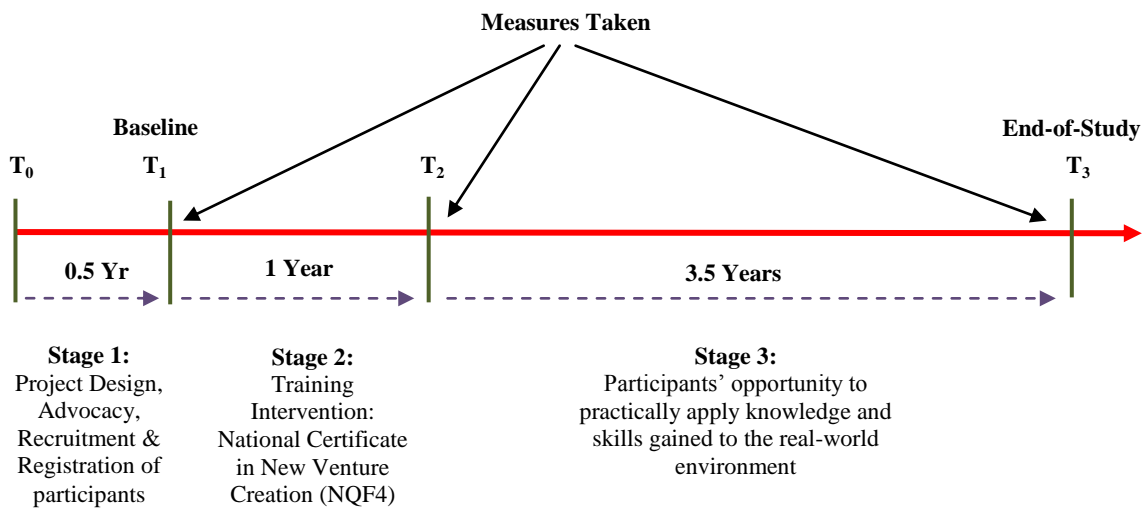 Measures Taken
Baseline
End-of-Study
T0
T1
T2
T3
0.5 Yr
1 Year
3.5 Years
Stage 1:
Project Design,
Advocacy,
Recruitment &
Registration of
participants
Stage 2:
Training
Intervention:
National Certificate
in New Venture
Creation (NQF4)
Stage 3:
Participants’ opportunity to
practically apply knowledge and
skills gained to the real-world
environment